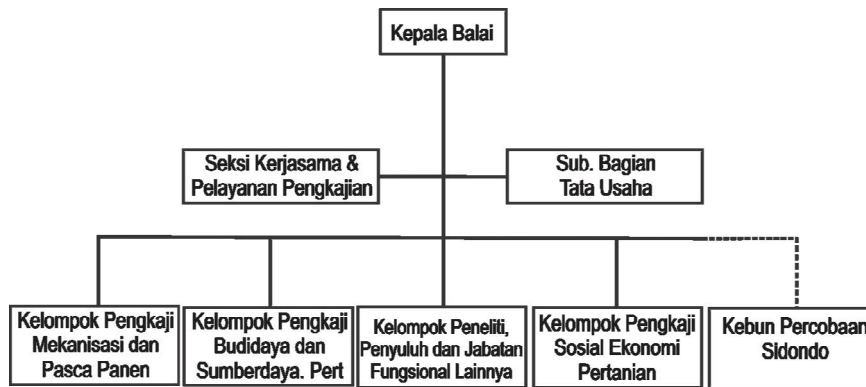 Kepala Balai
Seksi Kerjasama &
Pelayanan Pengkajian
Sub. Bagian
Tata Usaha
Kelompok Pengkaji
Mekanisasi dan
Pasca Panen
Kelompok Pengkaji
Budidaya dan
Sumberdaya. Pert
Kelompok Peneliti,
Penyuluh dan Jabatan
Fungsional Lainnya
Kelompok Pengkaji
Sosial Ekonomi
Pertanian
Kebun Percobaan
Sidondo